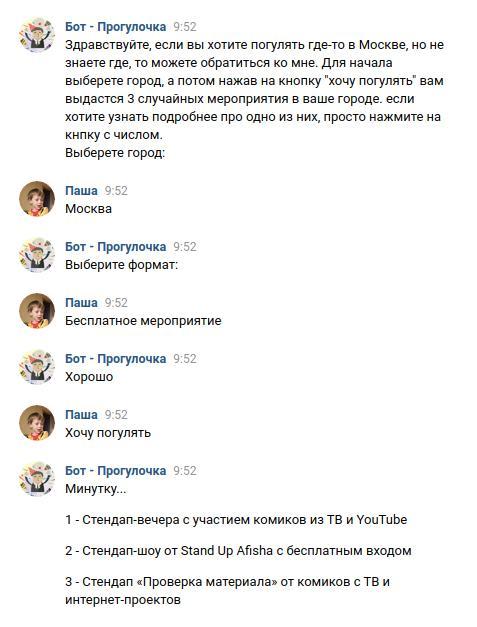 Бот - Прогулочка 9:52
Здравствуйте, если вы хотите погулять где-то в Москве, но не
знаете где, то можете обратиться ко мне. Для начала
выберете город, а потом нажав на кнопку "хочу погулять" вам
выдастся 3 случайных мероприятия в ваше городе. если
хотите узнать подробнее про одно из них, просто нажмите на
кнпку с числом.
Выберете город:
Паша 9:52
Москва
Бот - Прогулочка 9:52
Выберите формат:
Паша 9:52
Бесплатное мероприятие
Бот - Прогулочка 9:52
Хорошо
Паша 9:52
Хочу погулять
Бот - Прогулочка 9:52
Минутку...
1 - Стендап-вечера с участием комиков из ТВ и YouTube
2 - Стендап-шоу от Stand Up Afisha с бесплатным входом
3 - Стендап «Проверка материала» от комиков с ТВ и
интернет-проектов